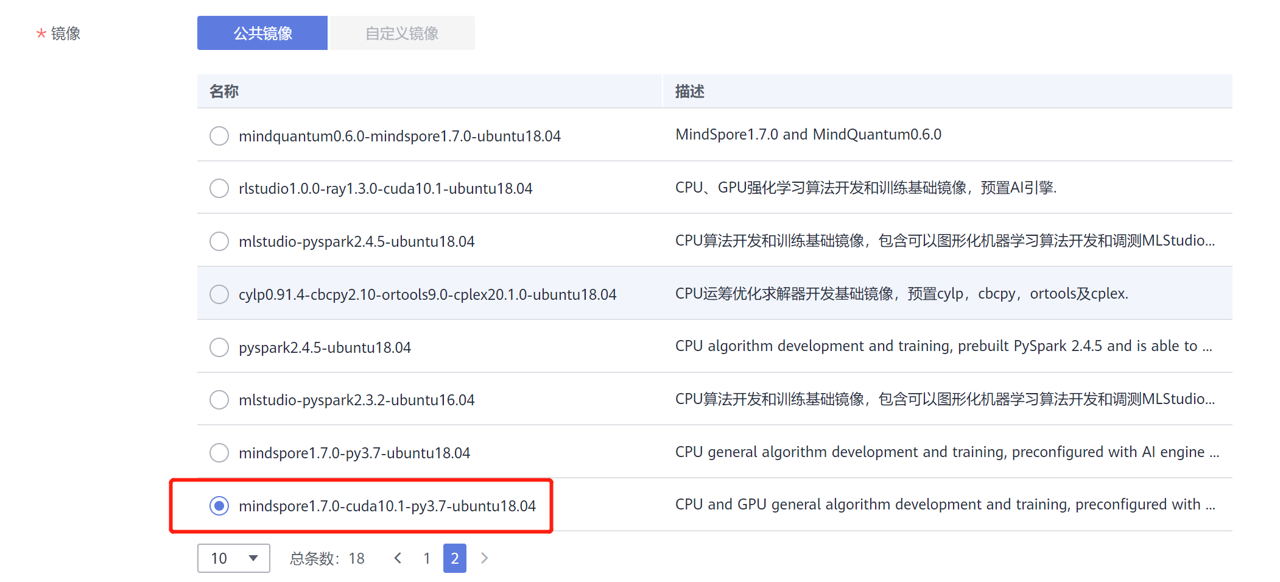 * 镜像 公共镜像 自定义镜像
名称 描述
mindquantum0.6.0-mindspore1.7.0-ubuntu18.04 MindSpore1.7.0 and MindQuantum0.6.0
rlstudio1.0.0-ray1.3.0-cuda10.1-ubuntu18.04 CPU、GPU强化学习算法开发和训练基础镜像，预置AI引擎.
mlstudio-pyspark2.4.5-ubuntu18.04 CPU算法开发和训练基础镜像，包含可以图形化机器学习算法开发和调测MLStudio...
cylp0.91.4-cbcpy2.10-ortools9.0-cplex20.1.0-ubuntu18.04 CPU运筹优化求解器开发基础镜像，预置cylp，cbcpy，ortools及cplex.
pyspark2.4.5-ubuntu18.04 CPU algorithm development and training, prebuilt PySpark 2.4.5 and is able to ...
mlstudio-pyspark2.3.2-ubuntu16.04 CPU算法开发和训练基础镜像，包含可以图形化机器学习算法开发和调测MLStudio...
mindspore1.7.0-py3.7-ubuntu18.04 CPU general algorithm development and training, preconfigured with AI engine ...
mindspore1.7.0-cuda10.1-py3.7-ubuntu18.04 CPU and GPU general algorithm development and training, preconfigured with ...
10 总条数：18 < 1 2 >